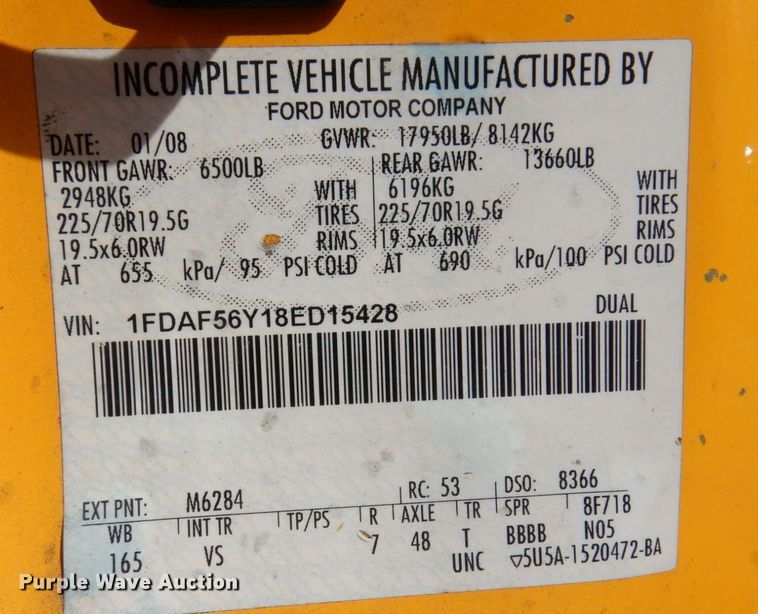 INCOMPLETE VEHICLE MANUFACTURED BY
FORD MOTOR COMPANY
DATE: 01/08 GVWR: 17950LB/ 8142KG
FRONT GAWR: 6500LB REAR GAWR: 13660LB
2948KG WITH 6196KG WITH
225/70R19.5G TIRES 225/70R19.5G TIRES
19.5x6.0RW RIMS 19.5x6.0RW RIMS
AT 655 kPa/ 95 PSI COLD AT 690 kPa/100 PSI COLD
VIN: 1FDAF56Y18ED15428 DUAL
EXT PNT: M6284 RC: 53 DSO: 8366
WB INT TR TP/PS R AXLE TR SPR 8F718
165 VS 7 48 T BBBB N05
UNC ▽5U5A-1520472-BA
Purple Wave Auction